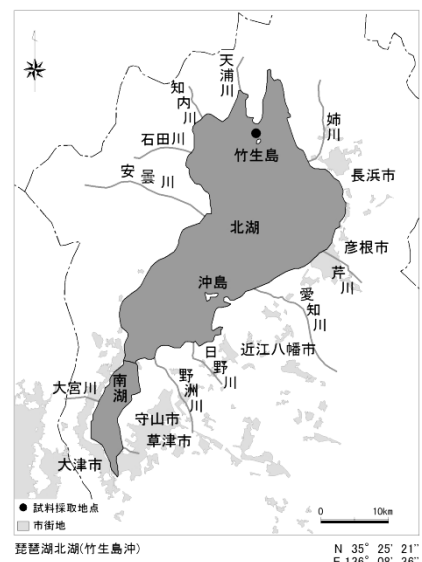 天浦川
知内川
姉川
石田川
竹生島
安曇川
長浜市
北湖
彦根市
芹川
沖島
愛知川
近江八幡市
日野川
大宮川
南湖
野洲川
守山市
草津市
大津市
● 試料採取地点
市街地
0 10km
琵琶湖北湖(竹生島沖)
N 35° 25' 21"
E 136° 08' 36"